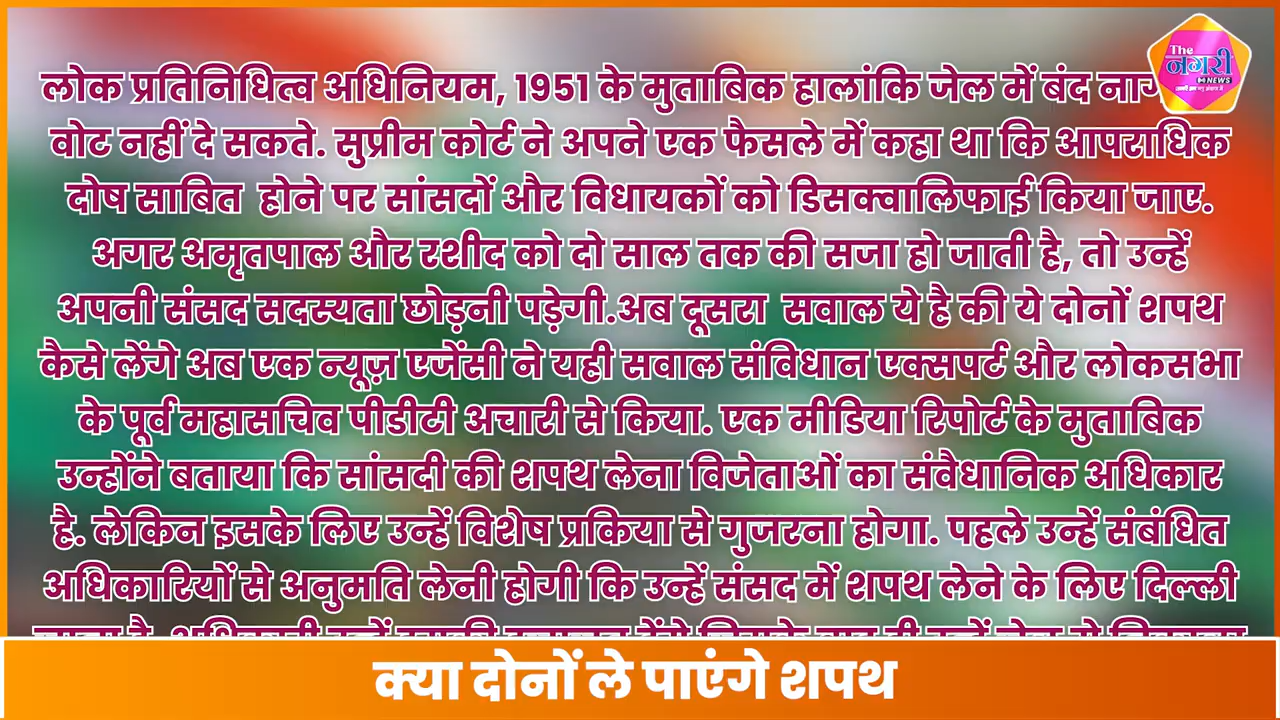 The
नगरी
NEWS
लोक प्रतिनिधित्व अधिनियम, 1951 के मुताबिक हालांकि जेल में बंद
वोट नहीं दे सकते. सुप्रीम कोर्ट ने अपने एक फैसले में कहा था कि आपराधिक
दोष साबित होने पर सांसदों और विधायकों को डिसक्वालिफाई किया जाए.
अगर अमृतपाल और रशीद को दो साल तक की सजा हो जाती है, तो उन्हें
अपनी संसद सदस्यता छोड़नी पड़ेगी.अब दूसरा सवाल ये है की ये दोनों शपथ
कैसे लेंगे अब एक न्यूज़ एजेंसी ने यही सवाल संविधान एक्सपर्ट और लोकसभा
के पूर्व महासचिव पीडीटी अचारी से किया. एक मीडिया रिपोर्ट के मुताबिक
उन्होंने बताया कि सांसदी की शपथ लेना विजेताओं का संवैधानिक अधिकार
है. लेकिन इसके लिए उन्हें विशेष प्रकिया से गुजरना होगा. पहले उन्हें संबंधित
अधिकारियों से अनुमति लेनी होगी कि उन्हें संसद में शपथ लेने के लिए दिल्ली
क्या दोनों ले पाएंगे शपथ